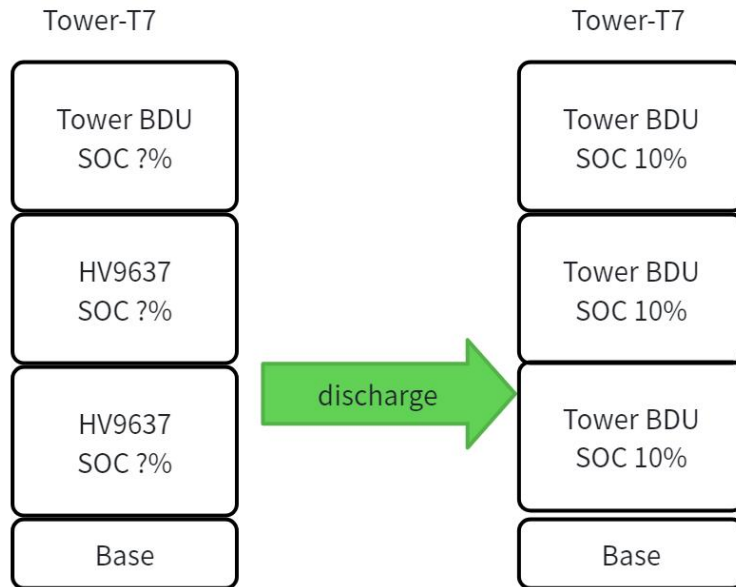 Tower-T7
Tower BDU
SOC ?%
HV9637
SOC ?%
HV9637
SOC ?%
Base
discharge
Tower-T7
Tower BDU
SOC 10%
Tower BDU
SOC 10%
Tower BDU
SOC 10%
Base